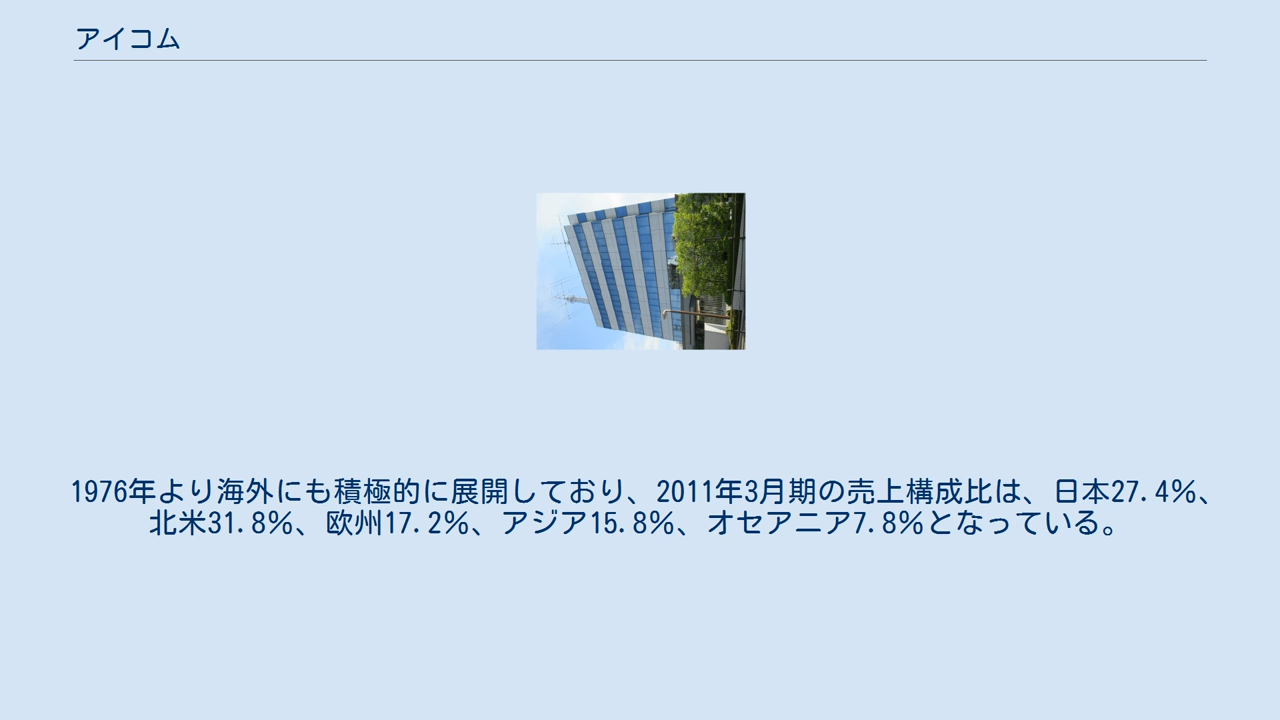 アイコム
1976年より海外にも積極的に展開しており、2011年3月期の売上構成比は、日本27.4%、
北米31.8%、欧州17.2%、アジア15.8%、オセアニア7.8%となっている。